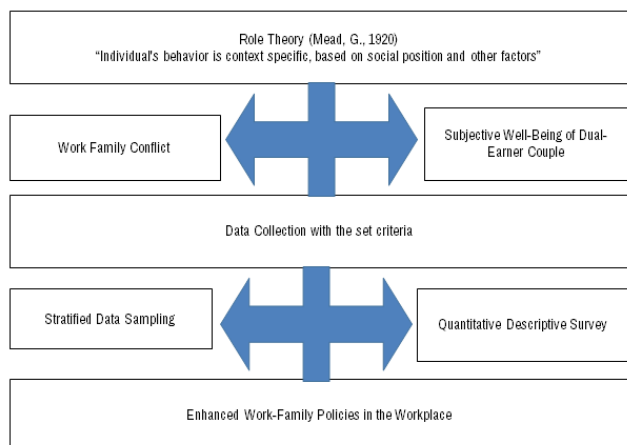 Role Theory (Mead, G., 1920)
“Individual's behavior is context specific, based on social position and other factors”
Work Family Conflict
Subjective Well-Being of Dual-
Earner Couple
Data Collection with the set criteria
Stratified Data Sampling
Quantitative Descriptive Survey
Enhanced Work-Family Policies in the Workplace